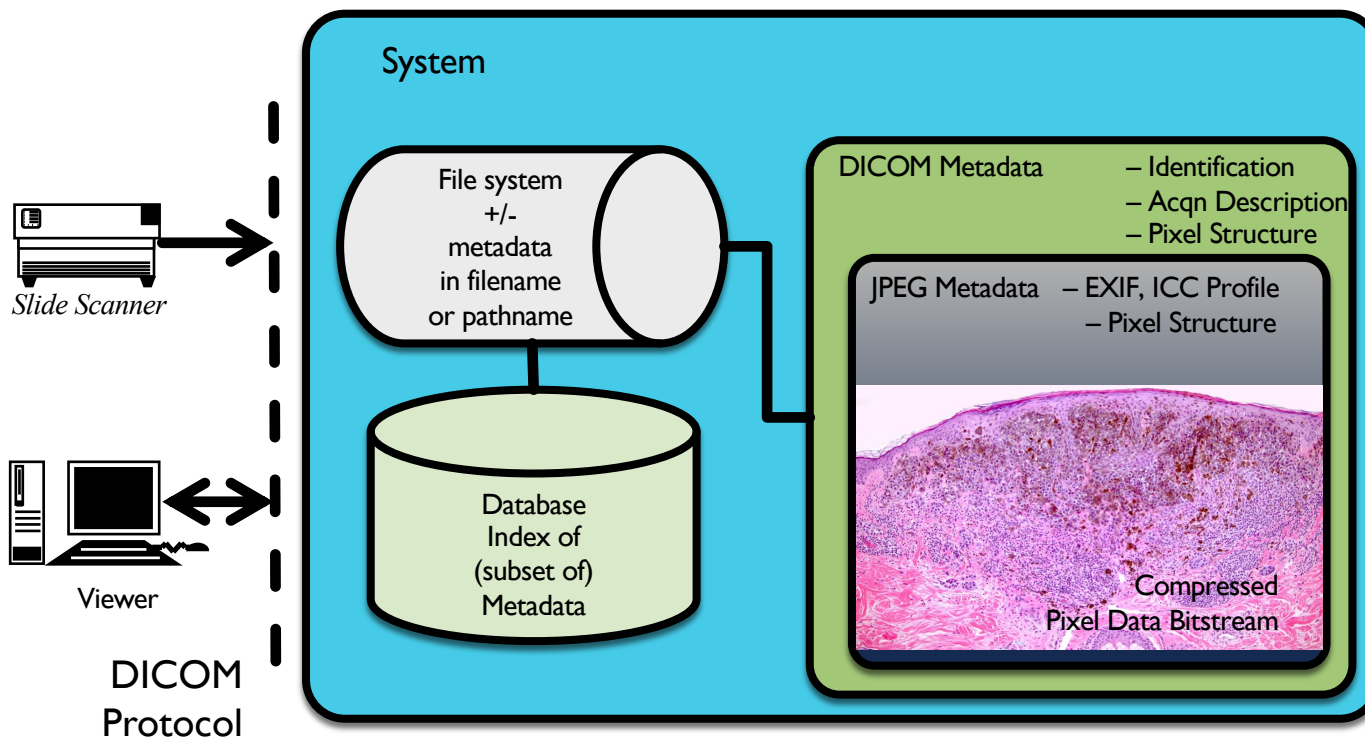 System
File system
+/-
metadata
in filename
or pathname
Database
Index of
(subset of)
Metadata
DICOM Metadata – Identification
– Acqn Description
– Pixel Structure
JPEG Metadata – EXIF, ICC Profile
– Pixel Structure
Compressed
Pixel Data Bitstream
Slide Scanner
Viewer
DICOM
Protocol